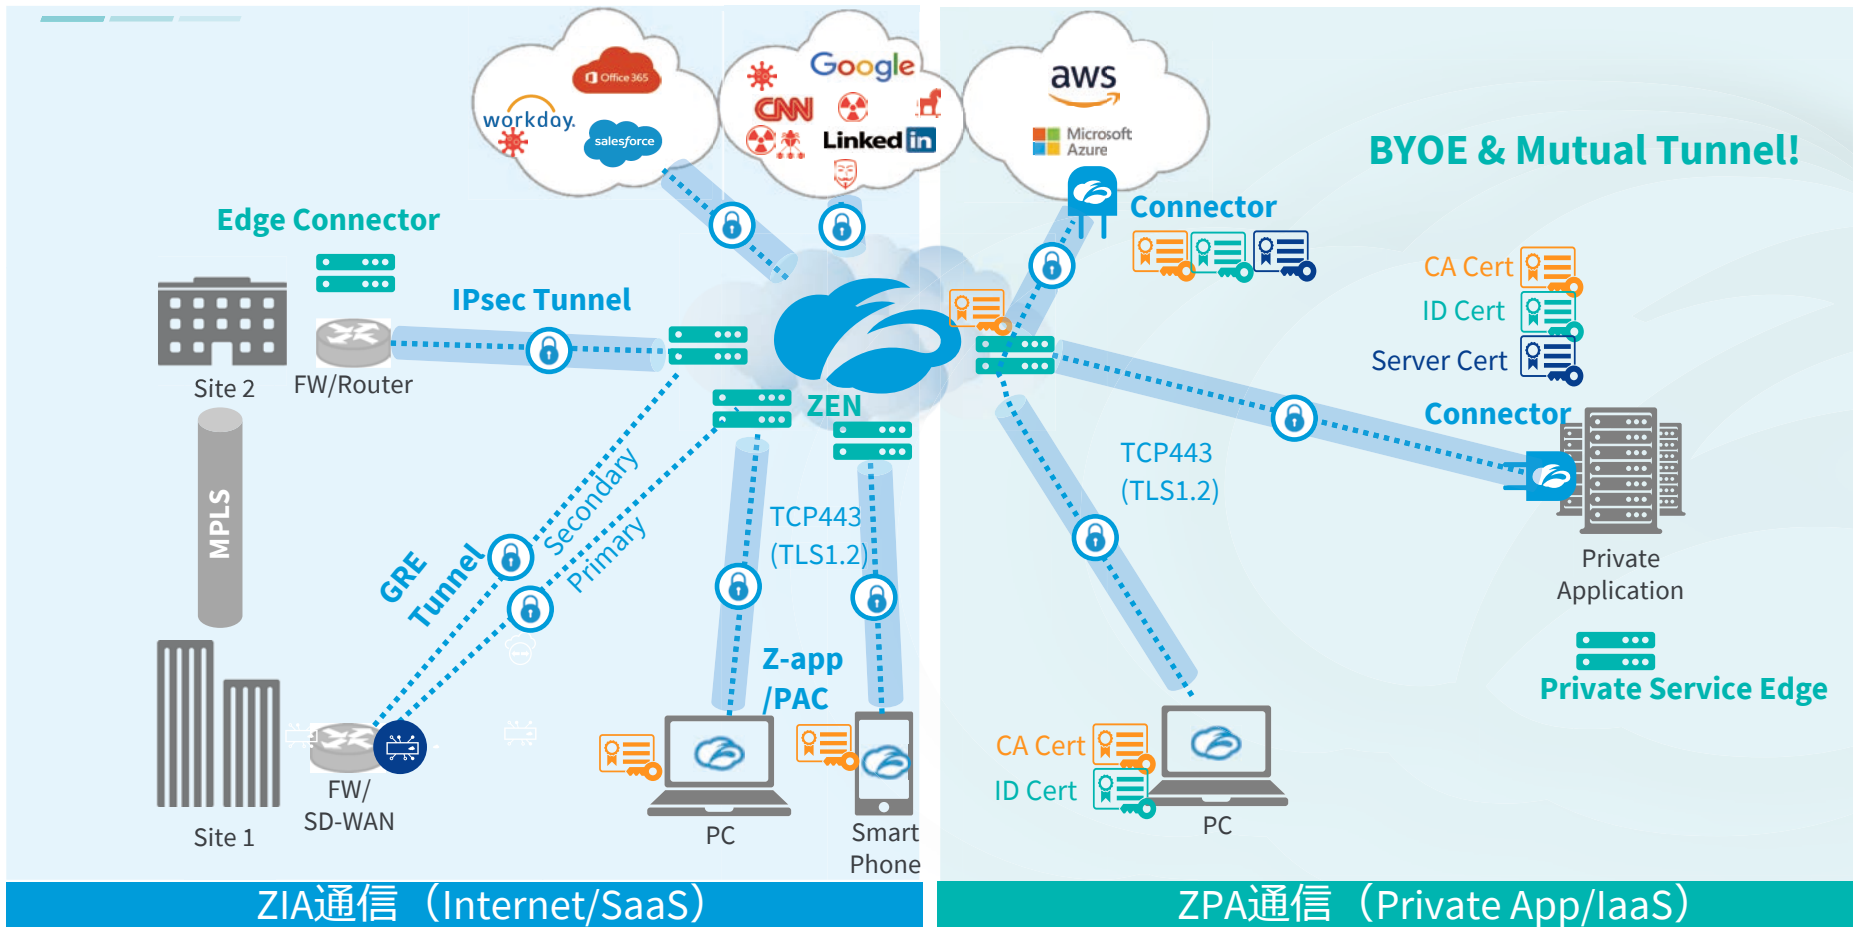 Office 365
workday.
salesforce
Google
CNN
Linked in
aws
Microsoft
Azure
BYOE & Mutual Tunnel!
Edge Connector
Connector
CA Cert
ID Cert
Server Cert
IPsec Tunnel
Site 2
FW/Router
ZEN
Connector
MPLS
Secondary
Primary
GRE
Tunnel
TCP443
(TLS1.2)
TCP443
(TLS1.2)
Private
Application
Z-app
/PAC
Private Service Edge
CA Cert
ID Cert
FW/
SD-WAN
Site 1
PC
Smart
Phone
PC
ZIA通信（Internet/SaaS）
ZPA通信（Private App/IaaS）